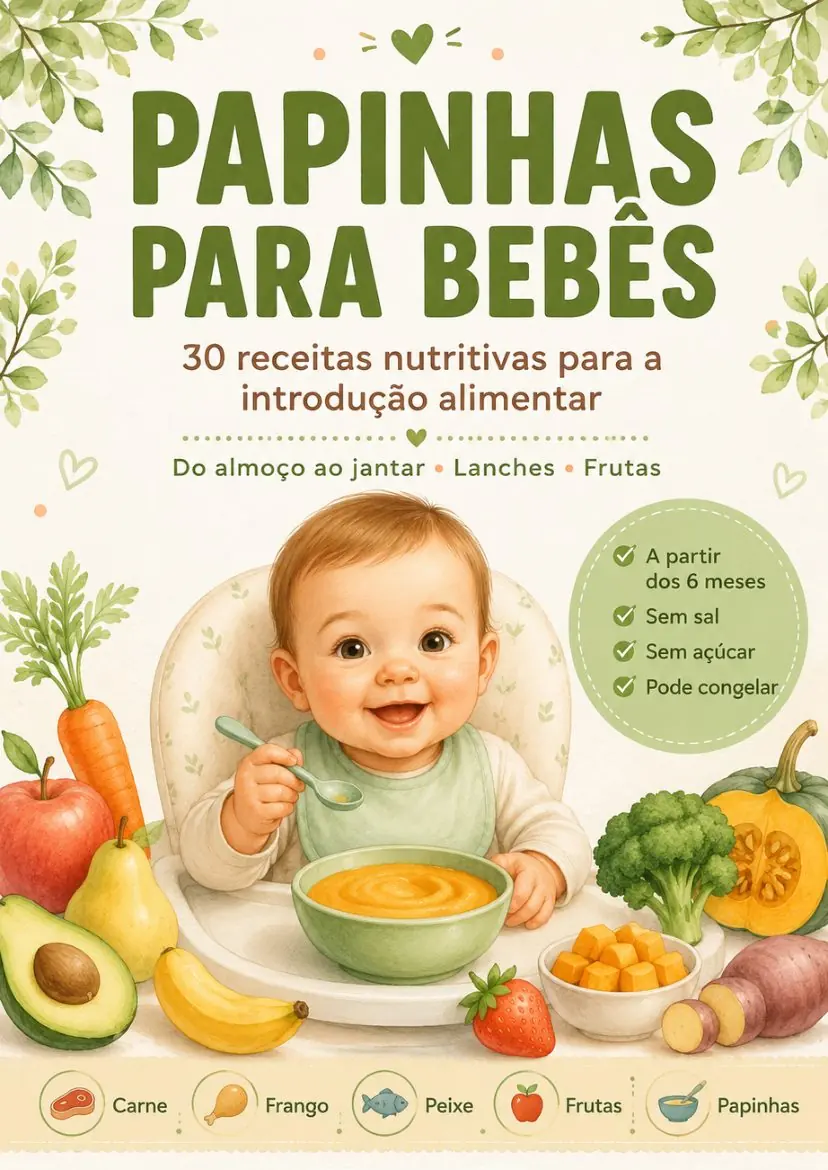 PAPINHAS
PARA BEBÊS
30 receitas nutritivas para a
introdução alimentar
Do almoço ao jantar • Lanches • Frutas
A partir
dos 6 meses
Sem sal
Sem açúcar
Pode congelar
Carne
Frango
Peixe
Frutas
Papinhas